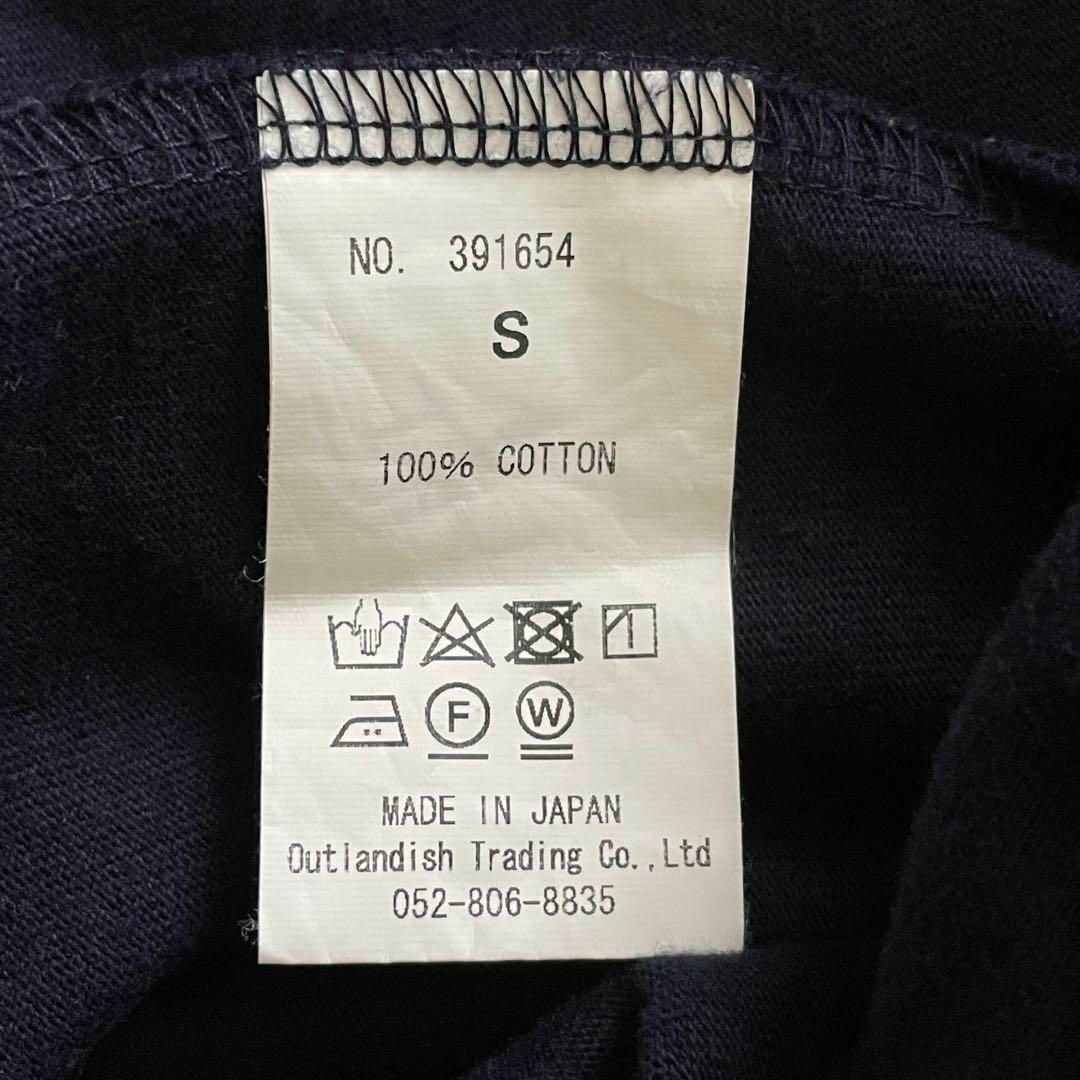 NO. 391654
S
100% COTTON
F W
MADE IN JAPAN
Outlandish Trading Co.,Ltd
052-806-8835